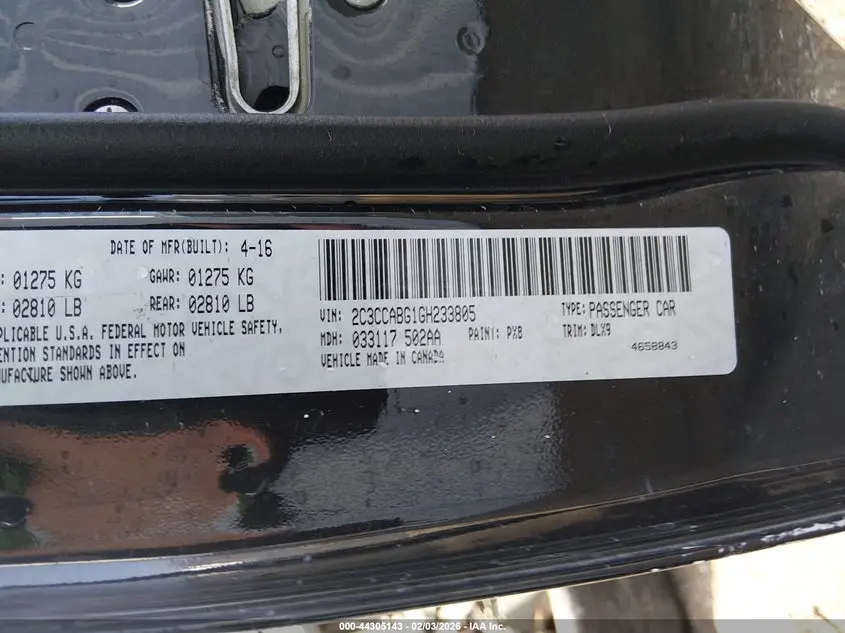 DATE OF MFR(BUILT): 4-16
: 01275 KG GAWR: 01275 KG
: 02810 LB REAR: 02810 LB
PLICABLE U.S.A. FEDERAL MOTOR VEHICLE SAFETY,
ENTION STANDARDS IN EFFECT ON
NUFACTURE SHOWN ABOVE.
VIN: 2C3CCABG1GH233805 TYPE: PASSENGER CAR
MDH: 033117 502AA PAINT: PX8 TRIM: DLX9
VEHICLE MADE IN CANADA 4658843
000-44305143 - 02/03/2026 - IAA Inc.